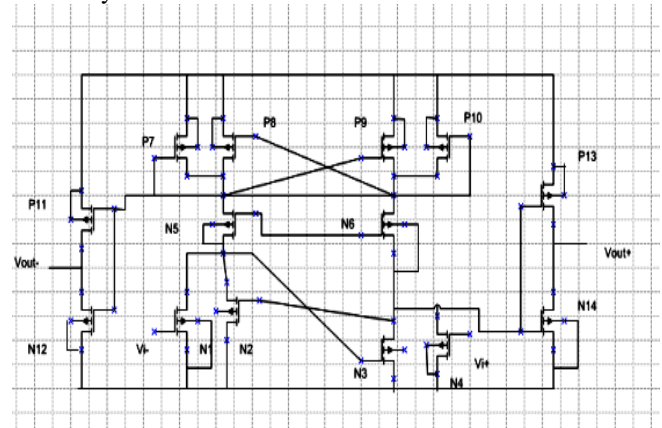 P7
P8
P9
P10
P13
P11
N5
N6
Vout-
Vout+
N12
Vi-
N1
N2
N3
N4
Vi+
N14